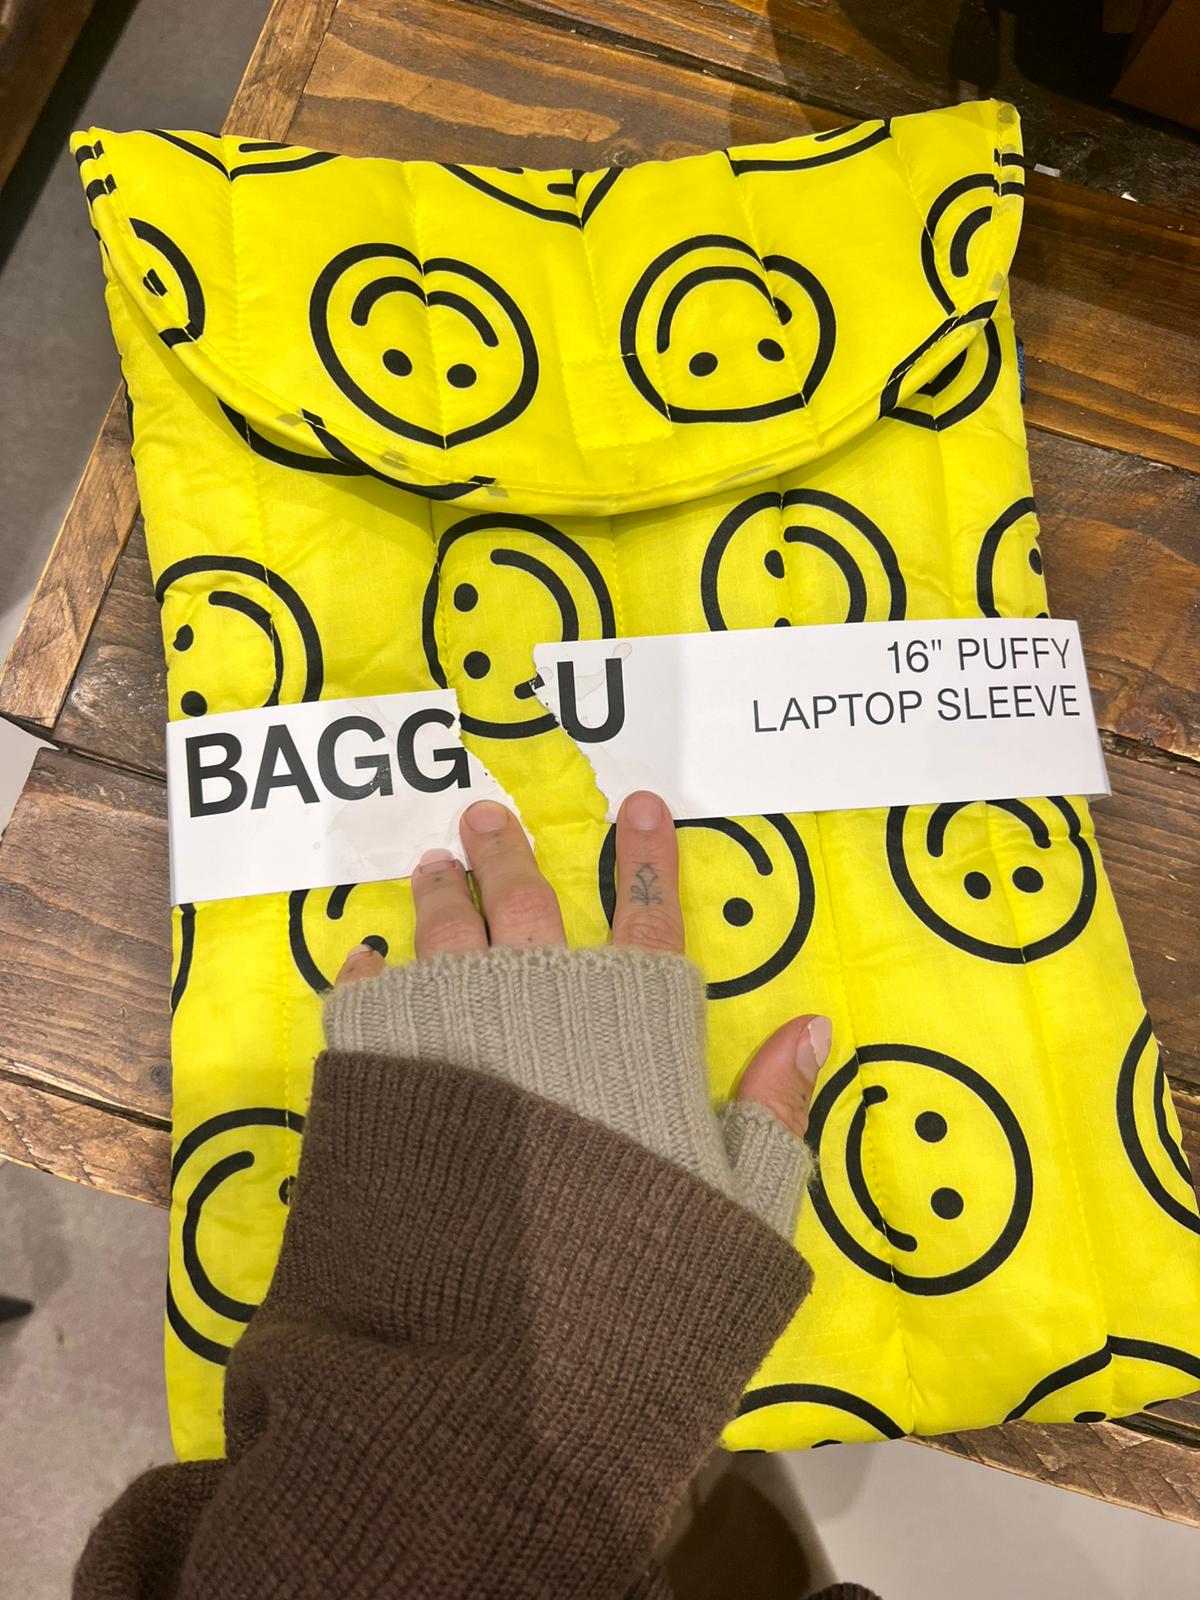 BAGG U
16" PUFFY
LAPTOP SLEEVE